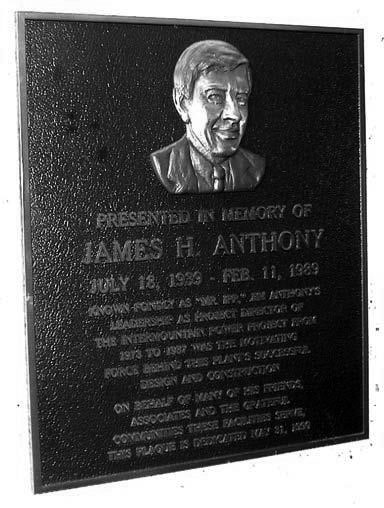 PRESENTED IN MEMORY OF
JAMES H. ANTHONY
JULY 18, 1939 - FEB. 11, 1989
KNOWN FONDLY AS "MR. IPP," JIM ANTHONY'S
LEADERSHIP AS PROJECT DIRECTOR OF
THE INTERMOUNTAIN POWER PROJECT FROM
1973 TO 1987 WAS THE MOTIVATING
FORCE BEHIND THIS PLANT'S SUCCESSFUL
DESIGN AND CONSTRUCTION
ON BEHALF OF MANY OF HIS FRIENDS,
ASSOCIATES AND THE GRATEFUL
COMMUNITIES THESE FACILITIES SERVE,
THIS PLAQUE IS DEDICATED MAY 31,